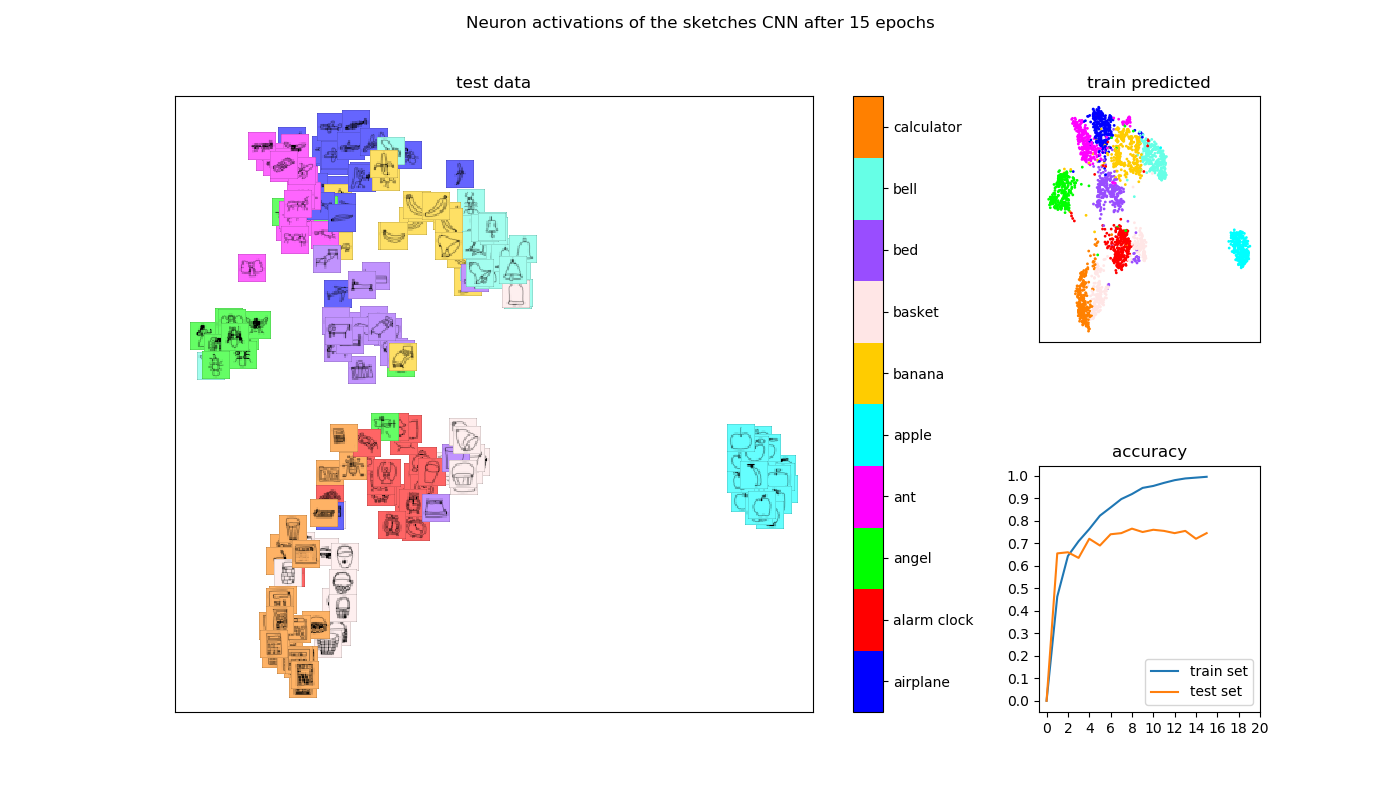 Neuron activations of the sketches CNN after 15 epochs
test data
calculator
bell
bed
basket
banana
apple
ant
angel
alarm clock
airplane
train predicted
accuracy
1.0
0.9
0.8
0.7
0.6
0.5
0.4
0.3
0.2
0.1
0.0
train set
test set
0 2 4 6 8 10 12 14 16 18 20